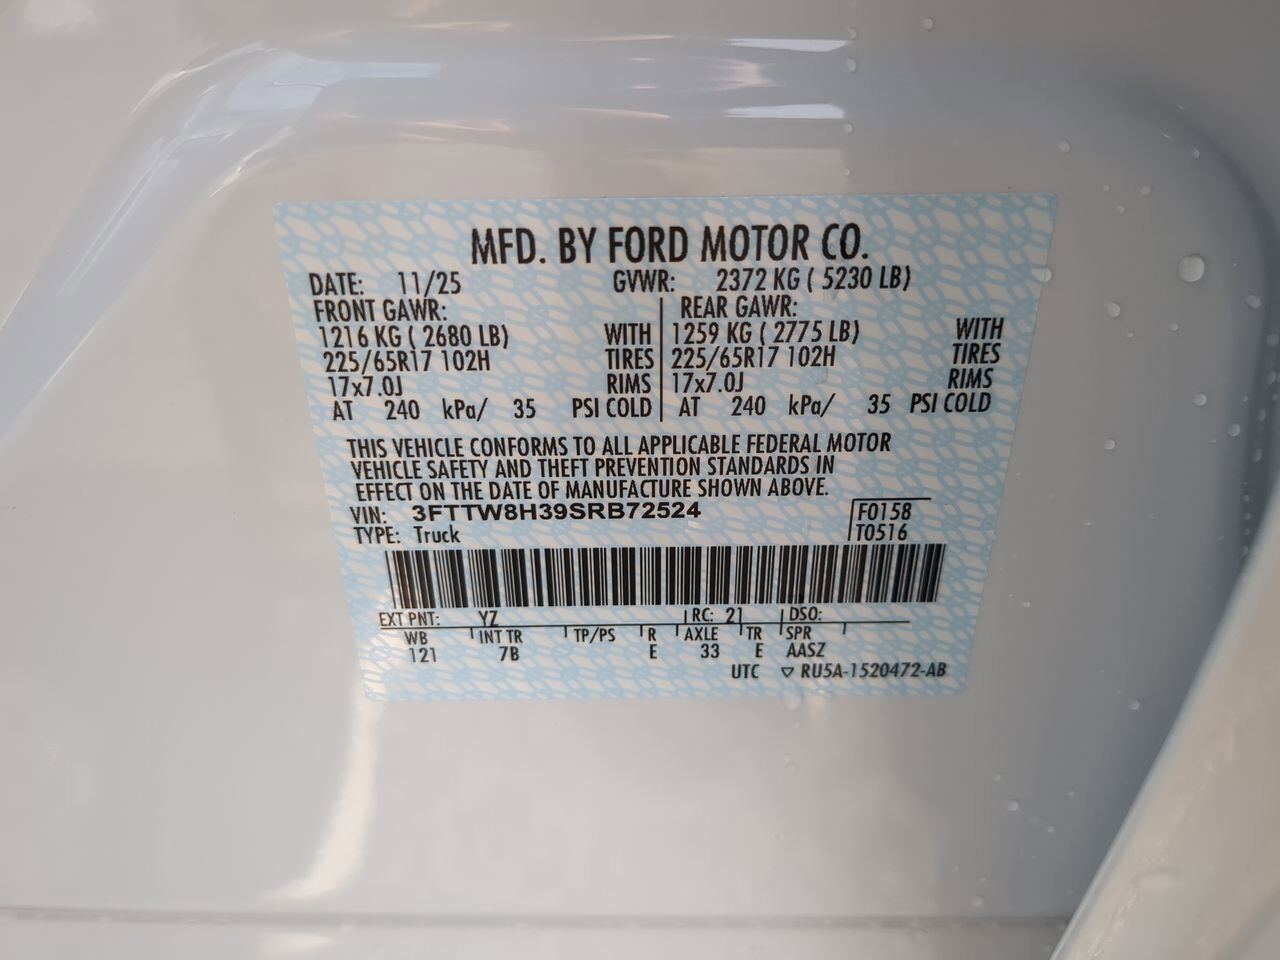 MFD. BY FORD MOTOR CO.
DATE: 11/25 GVWR: 2372 KG ( 5230 LB)
FRONT GAWR: REAR GAWR:
1216 KG ( 2680 LB) WITH 1259 KG ( 2775 LB) WITH
225/65R17 102H TIRES 225/65R17 102H TIRES
17x7.0J RIMS 17x7.0J RIMS
AT 240 kPa/ 35 PSI COLD AT 240 kPa/ 35 PSI COLD
THIS VEHICLE CONFORMS TO ALL APPLICABLE FEDERAL MOTOR
VEHICLE SAFETY AND THEFT PREVENTION STANDARDS IN
EFFECT ON THE DATE OF MANUFACTURE SHOWN ABOVE.
VIN: 3FTTW8H39SRB72524 F0158
TYPE: Truck T0516
EXT PNT: YZ RC: 21 DSO:
WB INT TR TP/PS R AXLE TR SPR
121 7B E 33 E AASZ
UTC ▽ RU5A-1520472-AB